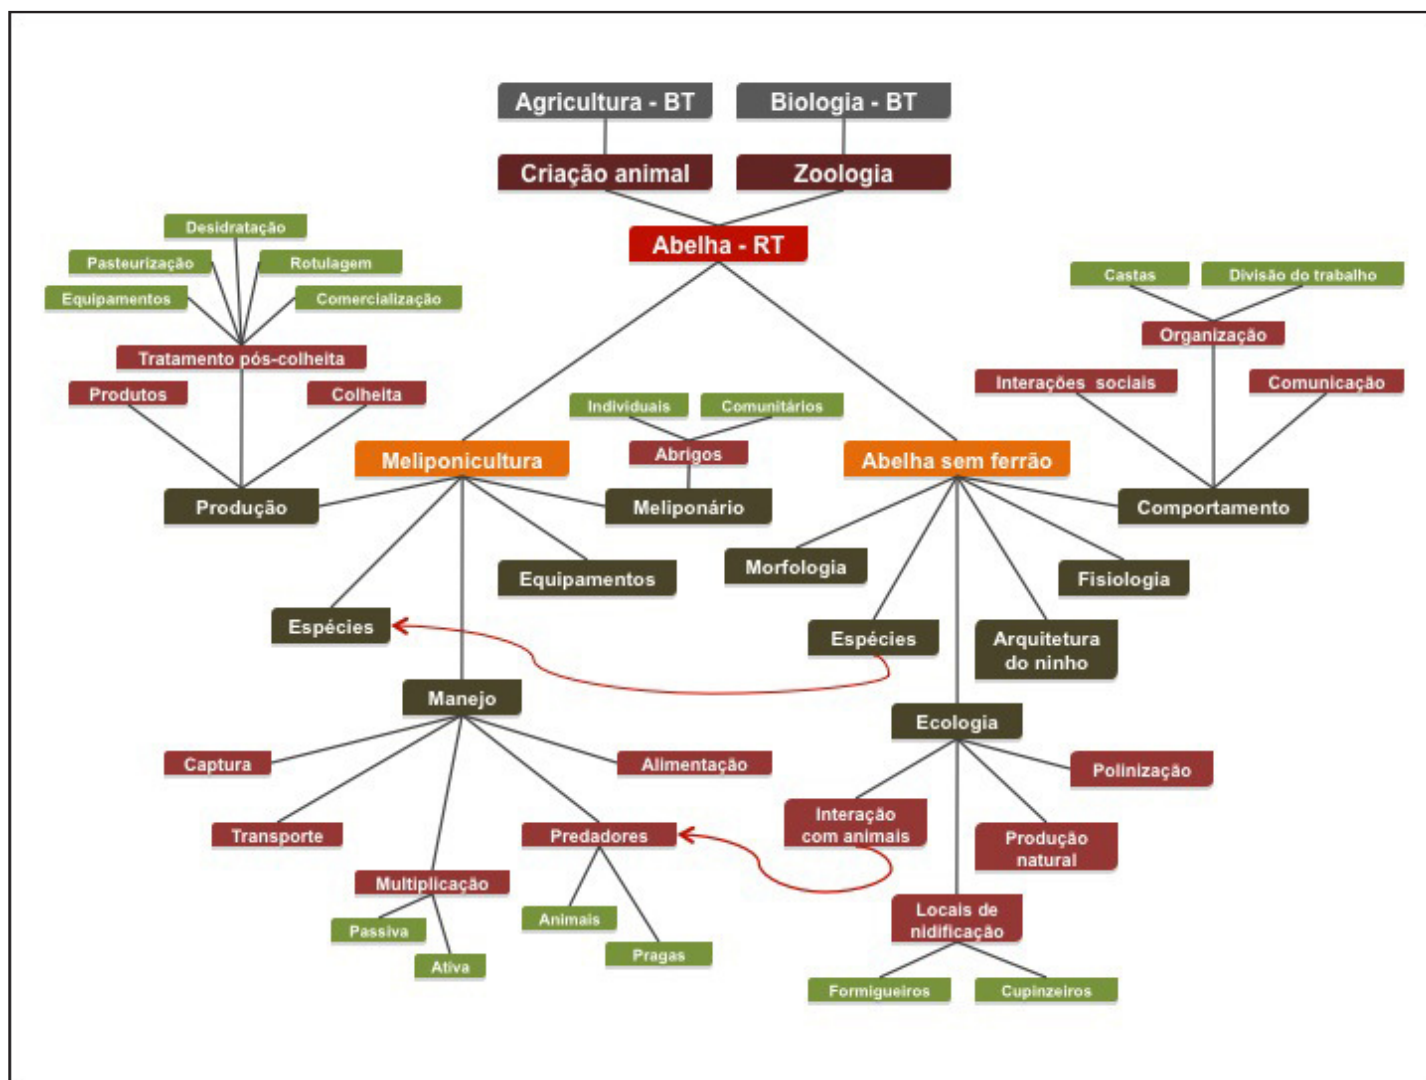 Agricultura - BT
Biologia - BT
Criação animal
Zoologia
Abelha - RT
Desidratação
Pasteurização
Rotulagem
Equipamentos
Comercialização
Tratamento pós-colheita
Produtos
Colheita
Castas
Divisão do trabalho
Organização
Interações sociais
Comunicação
Individuais
Comunitários
Abrigos
Meliponicultura
Abelha sem ferrão
Produção
Meliponário
Comportamento
Equipamentos
Morfologia
Fisiologia
Espécies
Espécies
Arquitetura
do ninho
Manejo
Ecologia
Captura
Alimentação
Polinização
Transporte
Predadores
Interação
com animais
Produção
natural
Multiplicação
Passiva
Ativa
Animais
Pragas
Locais de
nidificação
Formigueiros
Cupinzeiros